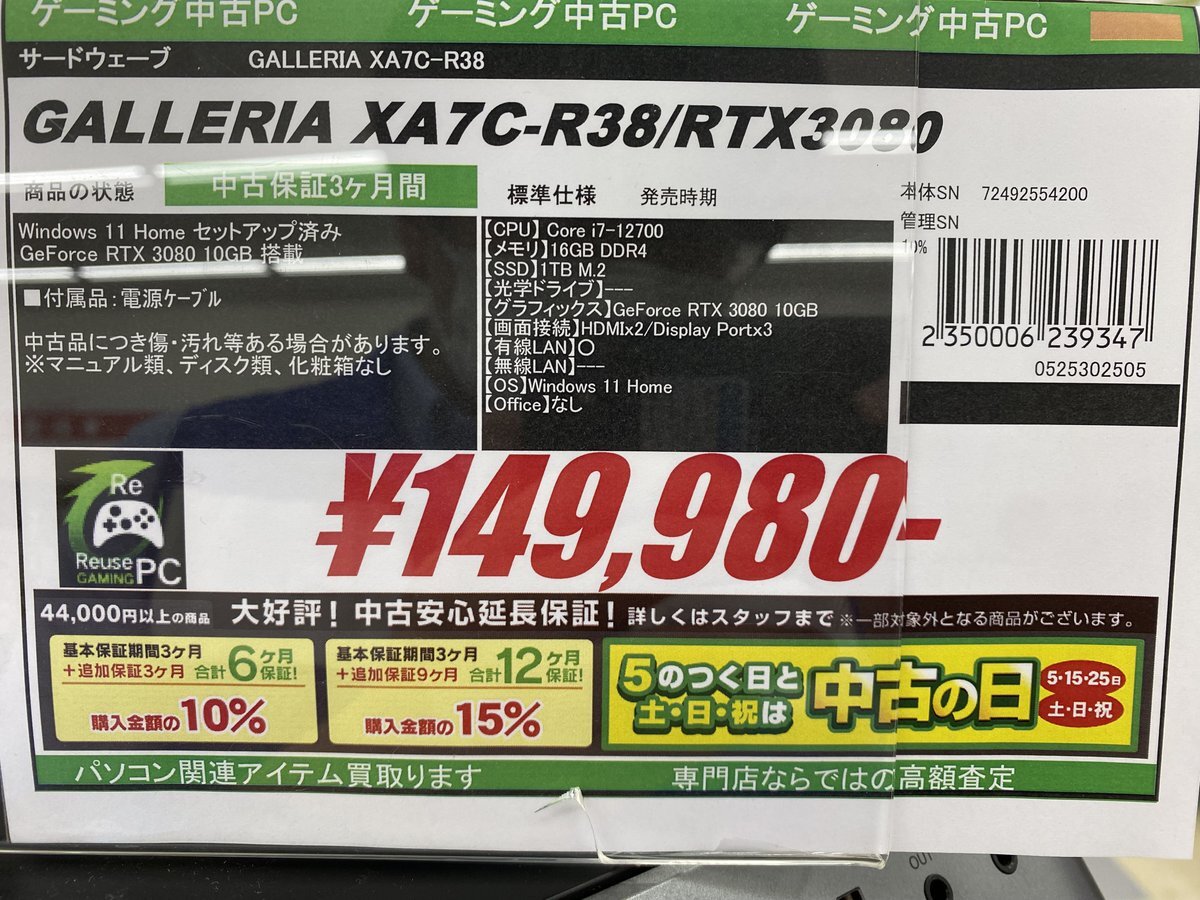 ゲーミング中古PC ゲーミング中古PC ゲーミング中古PC
サードウェーブ GALLERIA XA7C-R38
GALLERIA XA7C-R38/RTX3080
商品の状態 中古保証3ヶ月間
Windows 11 Home セットアップ済み
GeForce RTX 3080 10GB 搭載
■付属品:電源ケーブル
中古品につき傷・汚れ等ある場合があります。
※マニュアル類、ディスク類、化粧箱なし
標準仕様 発売時期
【CPU】 Core i7-12700
【メモリ】16GB DDR4
【SSD】1TB M.2
【光学ドライブ】---
【グラフィックス】GeForce RTX 3080 10GB
【画面接続】HDMIx2/Display Portx3
【有線LAN】〇
【無線LAN】---
【OS】Windows 11 Home
【Office】なし
本体SN 72492554200
管理SN
10%
2350006239347
0525302505
Re
Reuse
GAMING PC
¥149,980-
44,000円以上の商品 大好評! 中古安心延長保証! 詳しくはスタッフまで ※一部対象外となる商品がございます。
基本保証期間3ヶ月
+追加保証3ヶ月 合計6ヶ月保証!
購入金額の10%
基本保証期間3ヶ月
+追加保証9ヶ月 合計12ヶ月保証!
購入金額の15%
5のつく日と
土・日・祝は
中古の日
5・15・25日
土・日・祝
パソコン関連アイテム買取ります 専門店ならではの高額査定
OUT